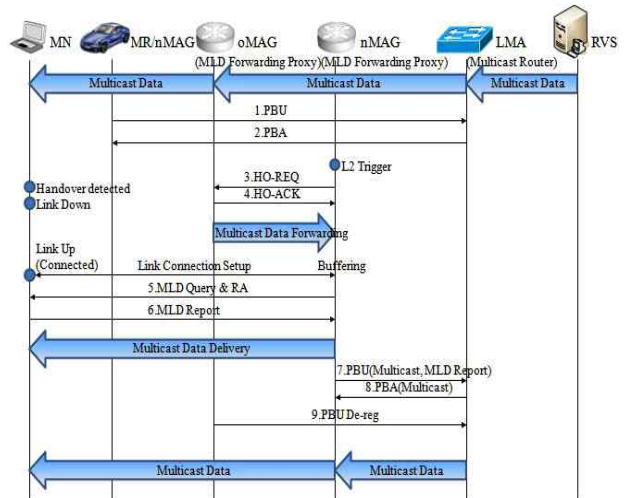 MN
MR/nMAG
oMAG
nMAG
LMA
RVS
(MLD Forwarding Proxy)
(MLD Forwarding Proxy)
(Multicast Router)
Multicast Data
Multicast Data
Multicast Data
1.PBU
2.PBA
L2 Trigger
3.HO-REQ
Handover detected
4.HO-ACK
Link Down
Multicast Data Forwarding
Link Up
(Connected)
Link Connection Setup
Buffering
5.MLD Query & RA
6.MLD Report
Multicast Data Delivery
7.PBU(Multicast, MLD Report)
8.PBA(Multicast)
9.PBU De-reg
Multicast Data
Multicast Data